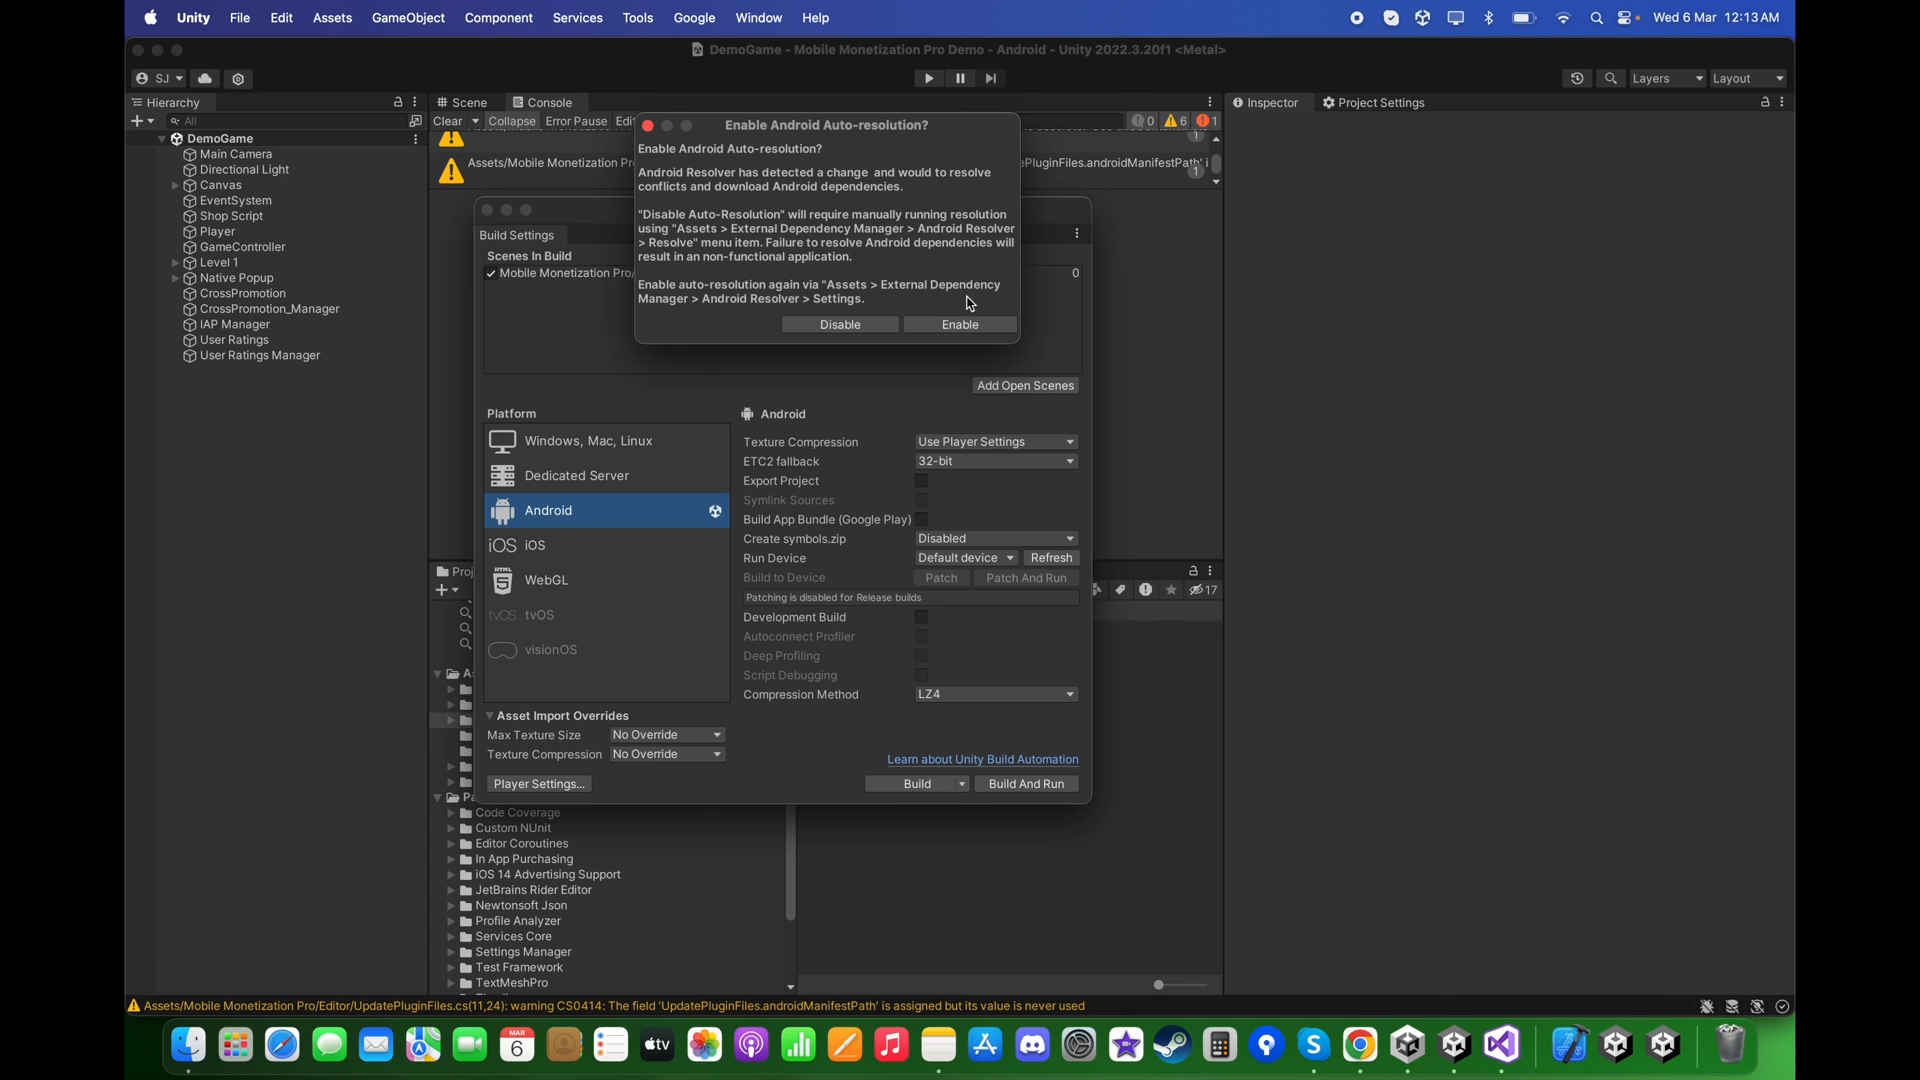 Unity File Edit Assets GameObject Component Services Tools Google Window Help Wed 6 Mar 12:13 AM
DemoGame - Mobile Monetization Pro Demo - Android - Unity 2022.3.20f1 <Metal>
SJ Layers Layout
Hierarchy
Scene Console
Inspector Project Settings
All
Clear Collapse Error Pause
0 6 1
DemoGame
Main Camera
Directional Light
Canvas
EventSystem
Shop Script
Player
GameController
Level 1
Native Popup
CrossPromotion
CrossPromotion_Manager
IAP Manager
User Ratings
User Ratings Manager
1
1
Enable Android Auto-resolution?
Enable Android Auto-resolution?
Android Resolver has detected a change and would to resolve
conflicts and download Android dependencies.
"Disable Auto-Resolution" will require manually running resolution
using "Assets > External Dependency Manager > Android Resolver
> Resolve" menu item. Failure to resolve Android dependencies will
result in an non-functional application.
Enable auto-resolution again via "Assets > External Dependency
Manager > Android Resolver > Settings.
Disable Enable
Build Settings
Scenes In Build
Mobile Monetization Pro/ 0
Add Open Scenes
Platform
Windows, Mac, Linux
Dedicated Server
Android
iOS iOS
HTML
WebGL
tvOS tvOS
visionOS
Android
Texture Compression Use Player Settings
ETC2 fallback 32-bit
Export Project
Symlink Sources
Build App Bundle (Google Play)
Create symbols.zip Disabled
Run Device Default device Refresh
Build to Device Patch Patch And Run
Patching is disabled for Release builds
Development Build
Autoconnect Profiler
Deep Profiling
Script Debugging
Compression Method LZ4
Asset Import Overrides
Max Texture Size No Override
Texture Compression No Override
Learn about Unity Build Automation
Player Settings... Build Build And Run
17
Code Coverage
Custom NUnit
Editor Coroutines
In App Purchasing
iOS 14 Advertising Support
JetBrains Rider Editor
Newtonsoft Json
Profile Analyzer
Services Core
Settings Manager
Test Framework
TextMeshPro
Assets/Mobile Monetization Pro/Editor/UpdatePluginFiles.cs(11,24): warning CS0414: The field 'UpdatePluginFiles.androidManifestPath' is assigned but its value is never used
MAR
6
tv